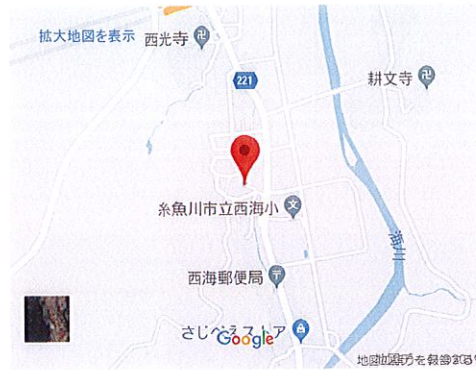 拡大地図を表示
西光寺
221
耕文寺
糸魚川市立西海小
文
海川
西海郵便局
〒
さじべえストア
Google